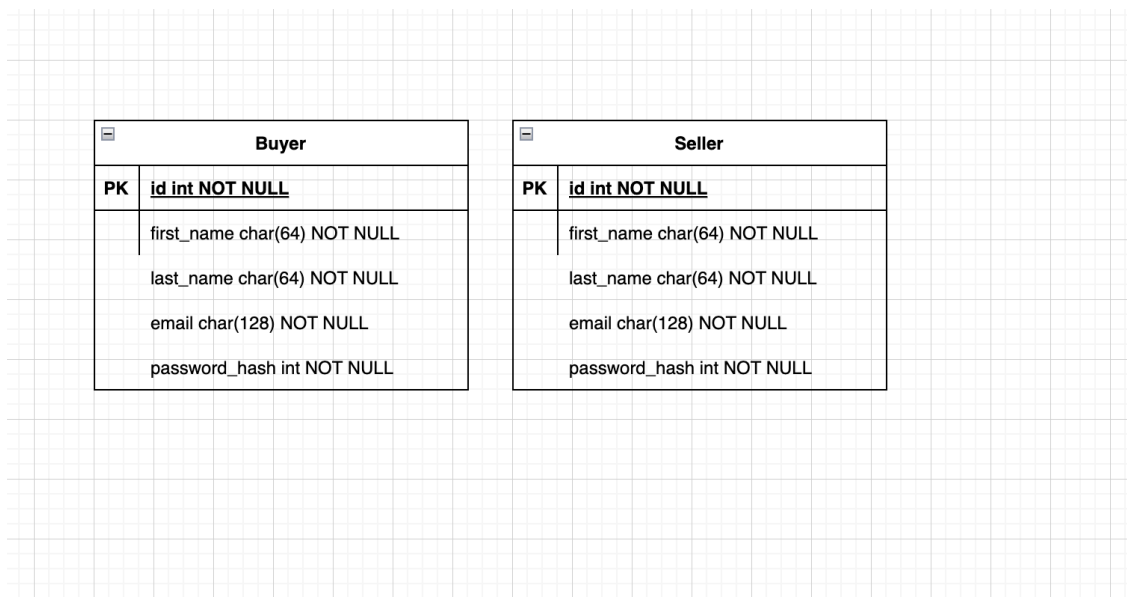 Buyer
PK id int NOT NULL
first_name char(64) NOT NULL
last_name char(64) NOT NULL
email char(128) NOT NULL
password_hash int NOT NULL
Seller
PK id int NOT NULL
first_name char(64) NOT NULL
last_name char(64) NOT NULL
email char(128) NOT NULL
password_hash int NOT NULL